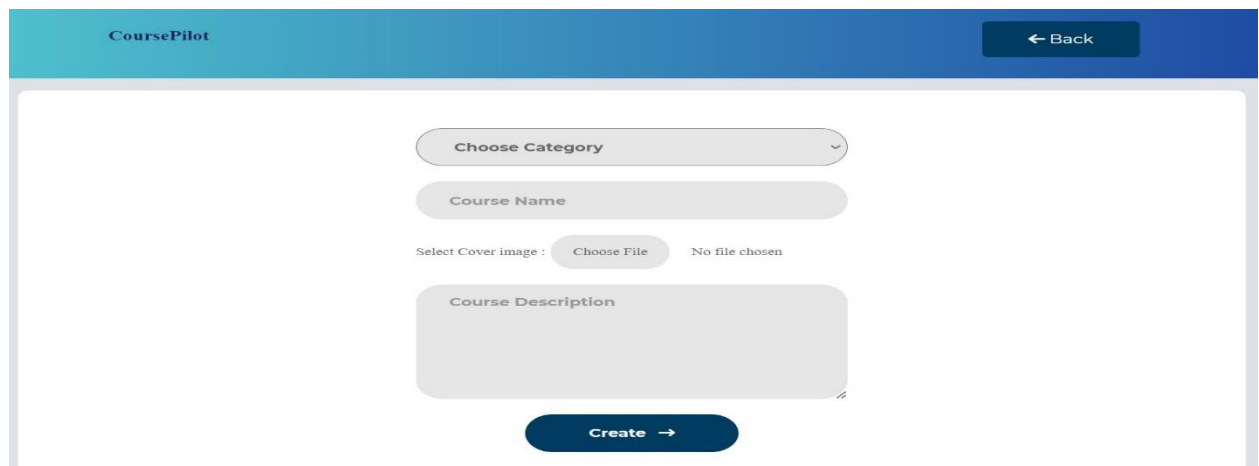 CoursePilot
← Back
Choose Category
Course Name
Select Cover image : Choose File No file chosen
Course Description
Create →